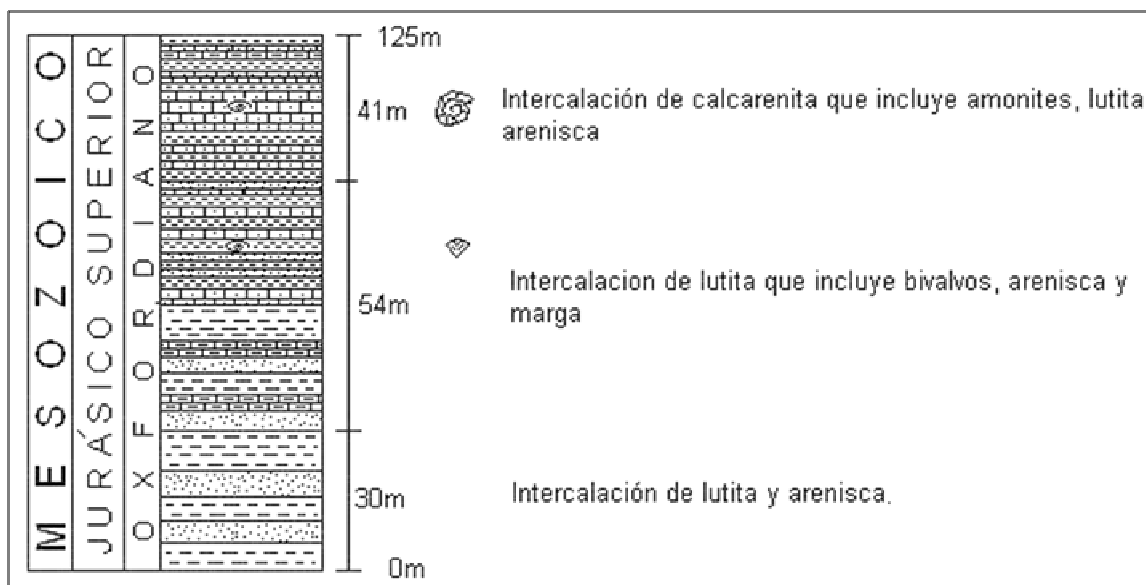 MESOZOICO
JURÁSICO SUPERIOR
OXFORDIANO
125m
41m
Intercalación de calcarenita que incluye amonites, lutita
arenisca
54m
Intercalacion de lutita que incluye bivalvos, arenisca y
marga
30m
Intercalación de lutita y arenisca.
0m